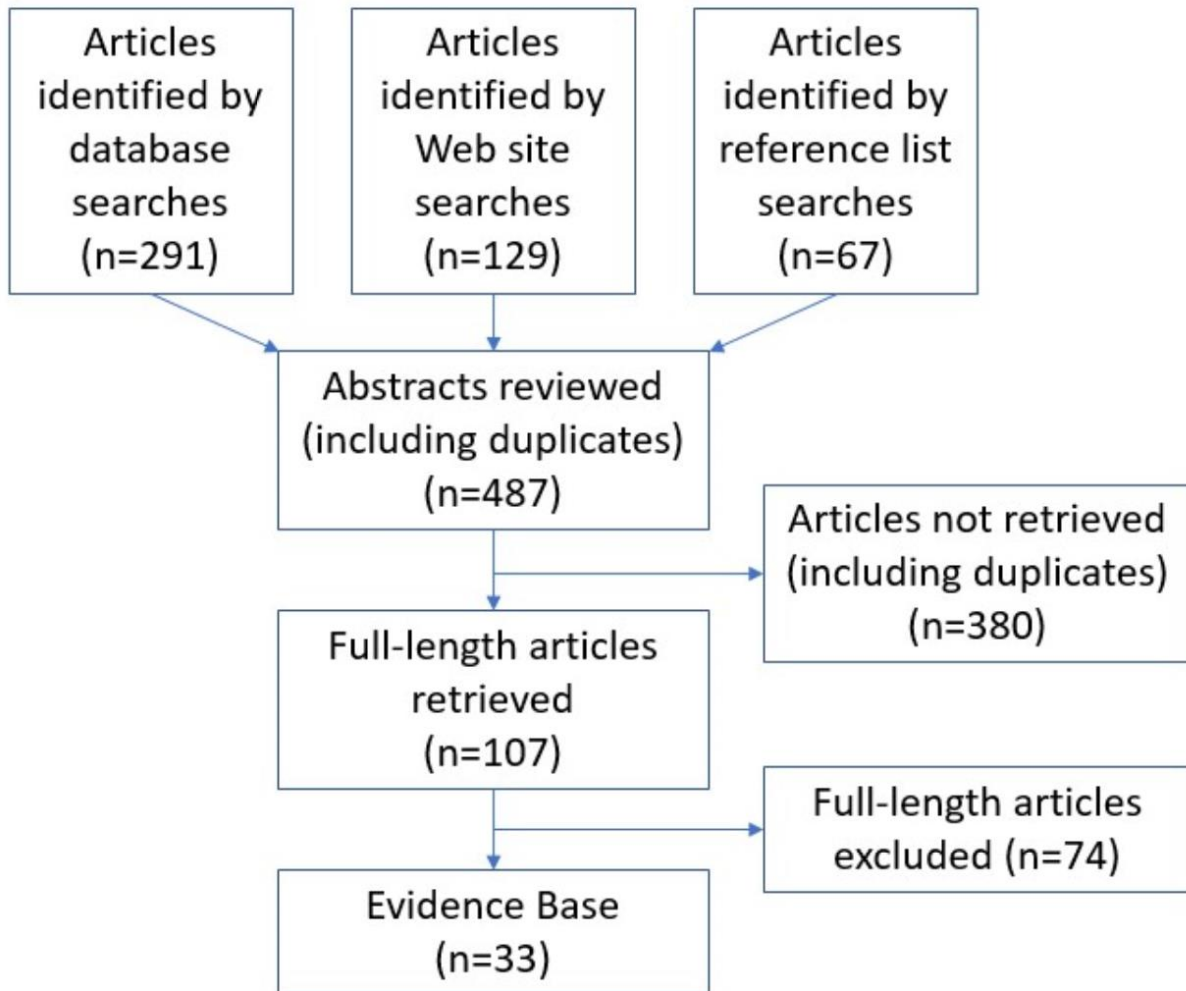 Articles
identified by
database
searches
(n=291)
Articles
identified by
Web site
searches
(n=129)
Articles
identified by
reference list
searches
(n=67)
Abstracts reviewed
(including duplicates)
(n=487)
Articles not retrieved
(including duplicates)
(n=380)
Full-length articles
retrieved
(n=107)
Full-length articles
excluded (n=74)
Evidence Base
(n=33)